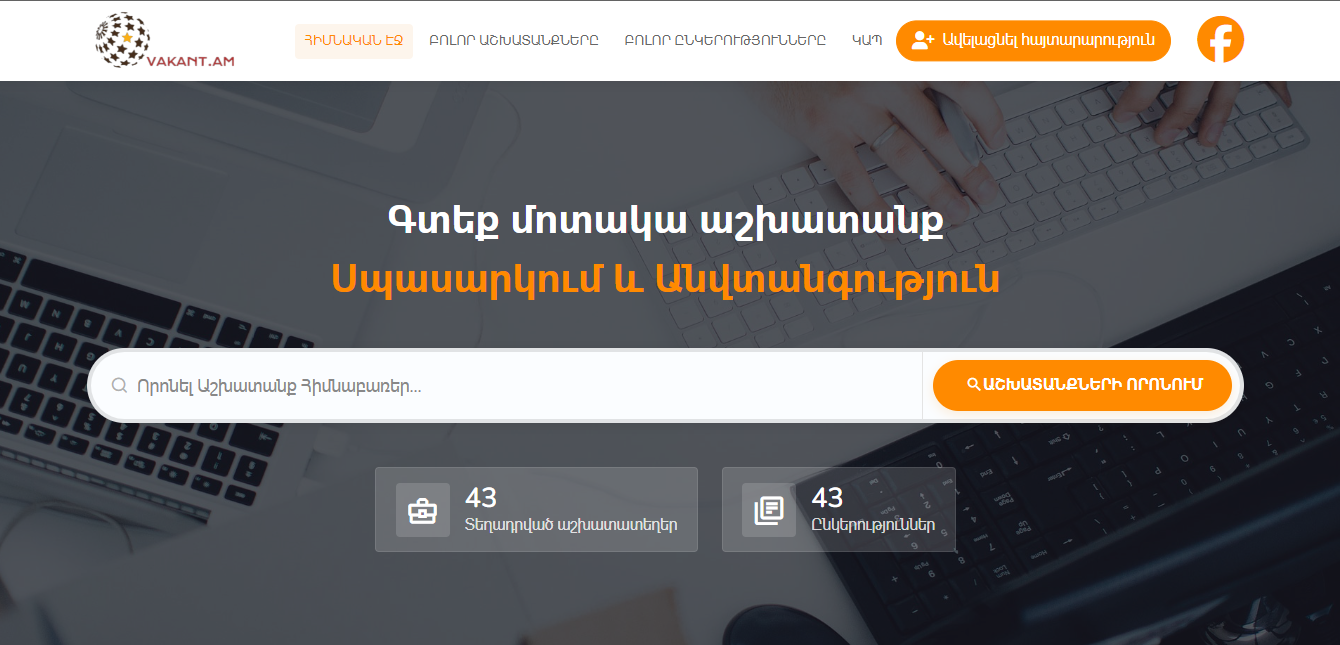 VAKANT.AM
ՀԻՄՆԱԿԱՆ ԷՋ
ԲՈԼՈՐ ԱՇԽԱՏԱՆՔՆԵՐԸ
ԲՈԼՈՐ ԸՆԿԵՐՈՒԹՅՈՒՆՆԵՐԸ
ԿԱՊ
Ավելացնել հայտարարություն
Գտեք մոտակա աշխատանք
Սպասարկում և Անվտանգություն
Որոնել Աշխատանք Հիմնաբառեր...
ԱՇԽԱՏԱՆՔՆԵՐԻ ՈՐՈՆՈՒՄ
43
Տեղադրված աշխատատեղեր
43
Ընկերություններ